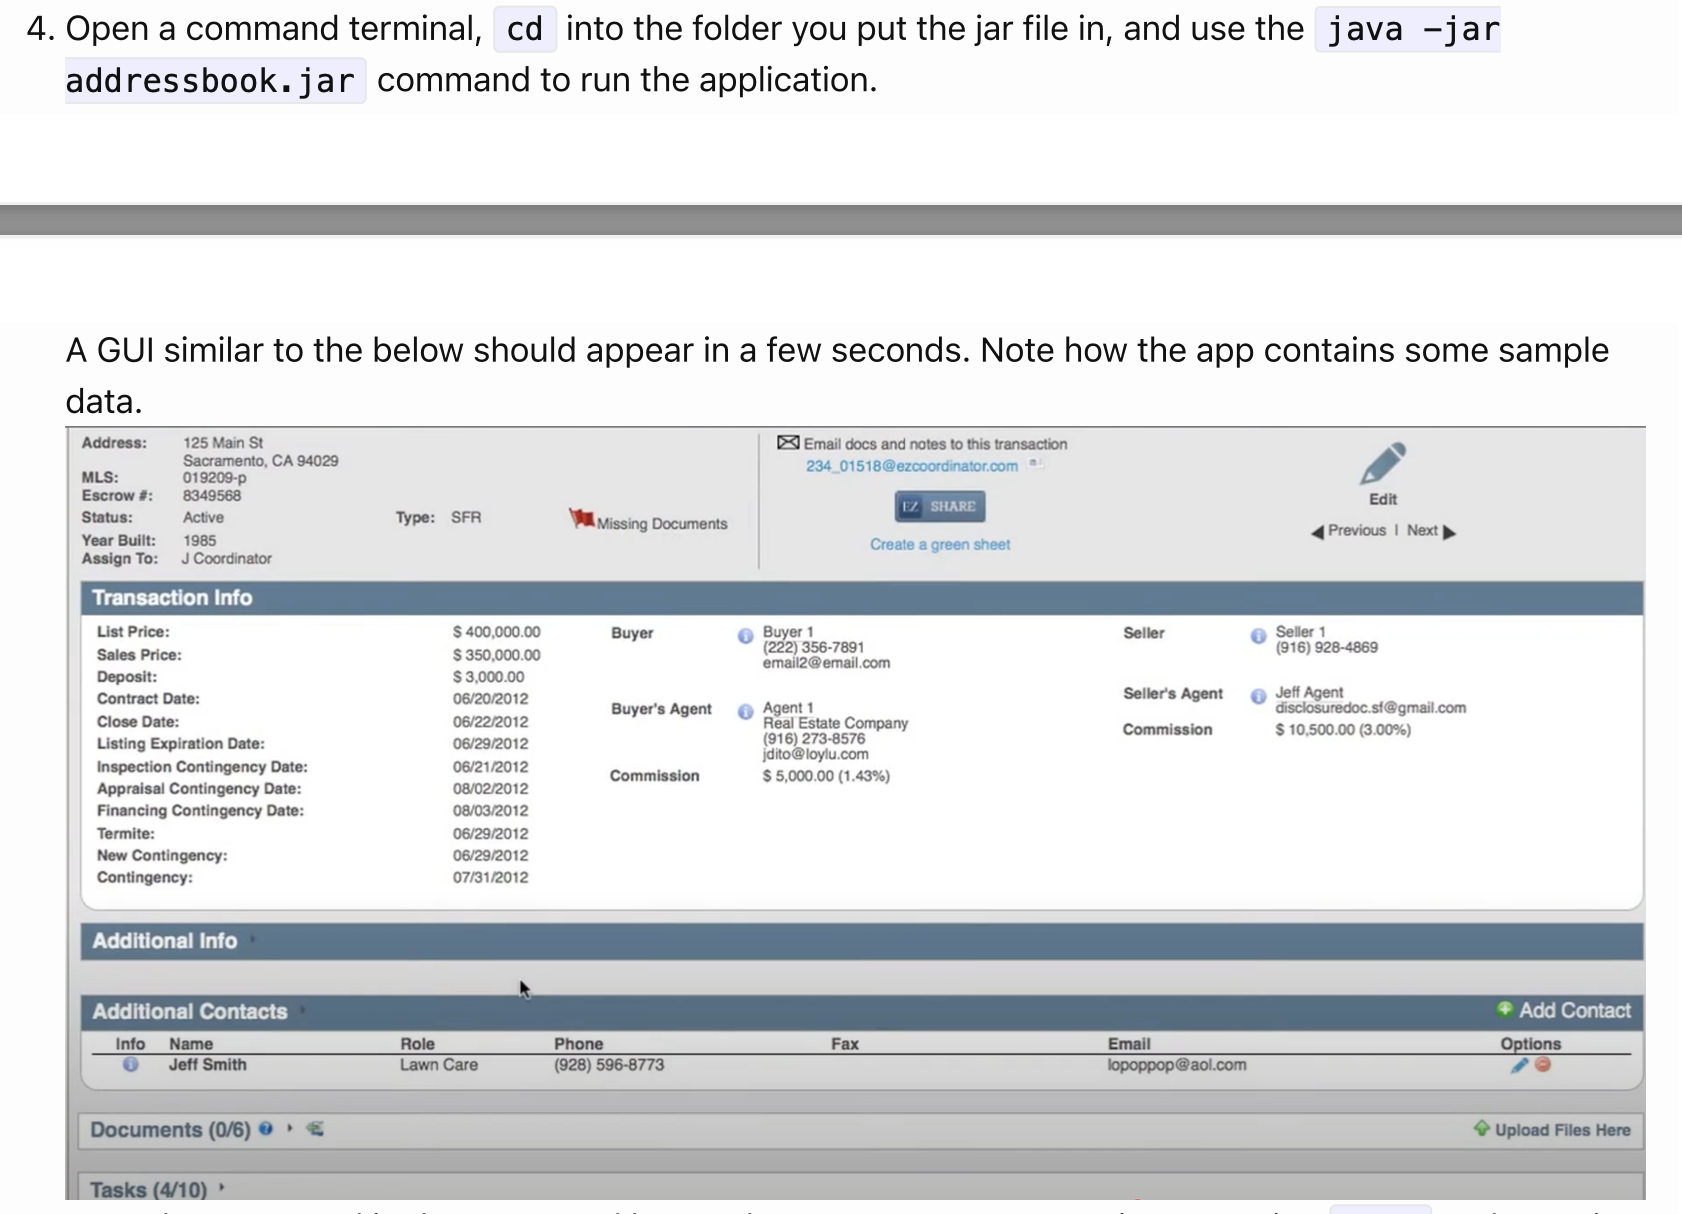 4. Open a command terminal, cd into the folder you put the jar file in, and use the java -jar
addressbook.jar command to run the application.
A GUI similar to the below should appear in a few seconds. Note how the app contains some sample
data.
Address: 125 Main St
Sacramento, CA 94029
MLS: 019209-p
Escrow #: 8349568
Status: Active Type: SFR Missing Documents
Year Built: 1985
Assign To: J Coordinator
Email docs and notes to this transaction
234_01518@ezcoordinator.com
EZ SHARE
Create a green sheet
Edit
Previous | Next
Transaction Info
List Price: $ 400,000.00
Sales Price: $ 350,000.00
Deposit: $ 3,000.00
Contract Date: 06/20/2012
Close Date: 06/22/2012
Listing Expiration Date: 06/29/2012
Inspection Contingency Date: 06/21/2012
Appraisal Contingency Date: 08/02/2012
Financing Contingency Date: 08/03/2012
Termite: 06/29/2012
New Contingency: 06/29/2012
Contingency: 07/31/2012
Buyer Buyer 1
(222) 356-7891
email2@email.com
Buyer's Agent Agent 1
Real Estate Company
(916) 273-8576
jdito@loylu.com
Commission $ 5,000.00 (1.43%)
Seller Seller 1
(916) 928-4869
Seller's Agent Jeff Agent
disclosuredoc.sf@gmail.com
Commission $ 10,500.00 (3.00%)
Additional Info
Additional Contacts Add Contact
Info Name Role Phone Fax Email Options
Jeff Smith Lawn Care (928) 596-8773 lopoppop@aol.com
Documents (0/6) Upload Files Here
Tasks (4/10)